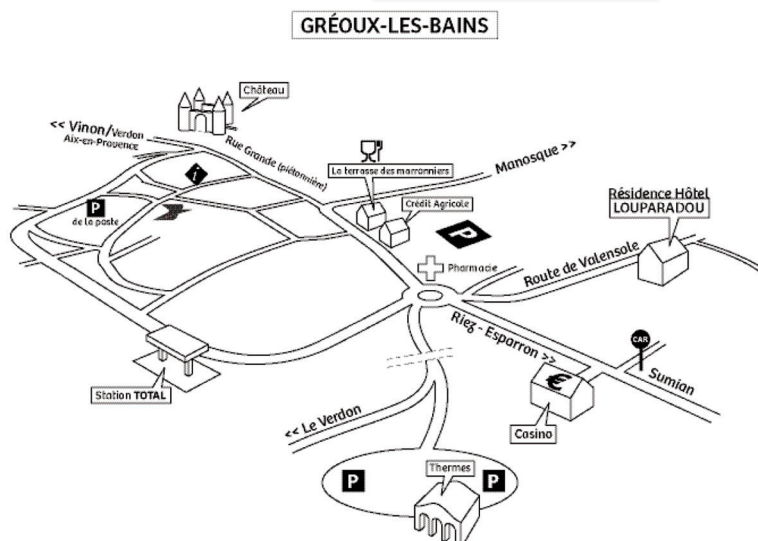 GRÉOUX-LES-BAINS
Château
<< Vinon/Verdon
Aix-en-Provence
Rue Grande (piétonnière)
i
La terrasse des marronniers
Manosque >>
P
de la poste
Crédit Agricole
P
Résidence Hôtel
LOUPARADOU
Pharmacie
Route de Valensole
Riez - Esparron >>
CAR
Sumian
Station TOTAL
€
Casino
<< Le Verdon
Thermes
P
P